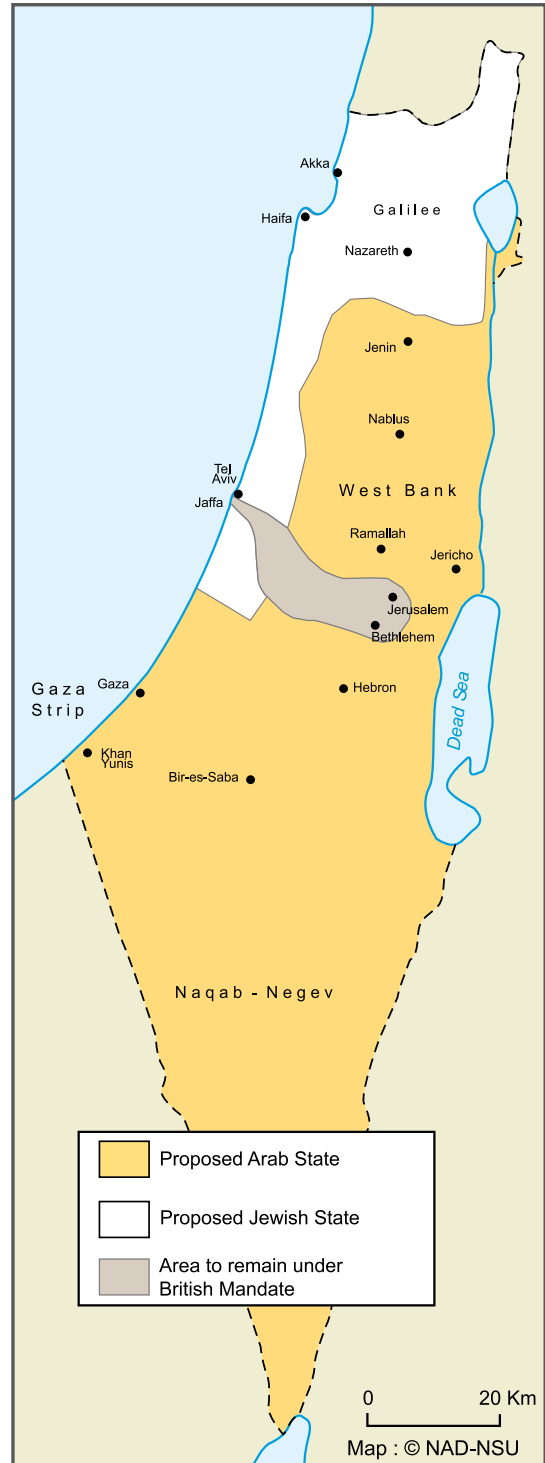 Akka
Haifa
Galilee
Nazareth
Jenin
Nablus
Tel
Aviv
Jaffa
West Bank
Ramallah
Jericho
Jerusalem
Bethlehem
Gaza
Strip
Gaza
Hebron
Dead Sea
Khan
Yunis
Bir-es-Saba
Naqab - Negev
Proposed Arab State
Proposed Jewish State
Area to remain under
British Mandate
0 20 Km
Map : © NAD-NSU